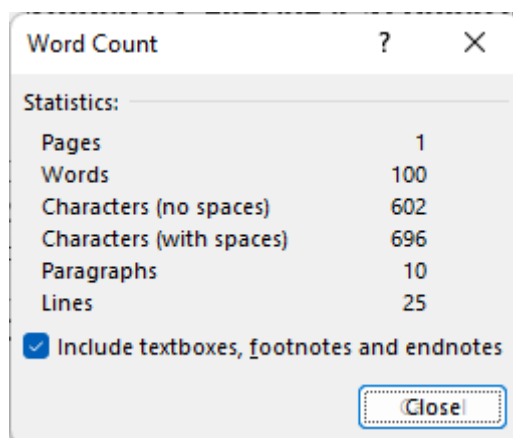 Word Count ? ×
Statistics:
Pages 1
Words 100
Characters (no spaces) 602
Characters (with spaces) 696
Paragraphs 10
Lines 25
Include textboxes, footnotes and endnotes
Close